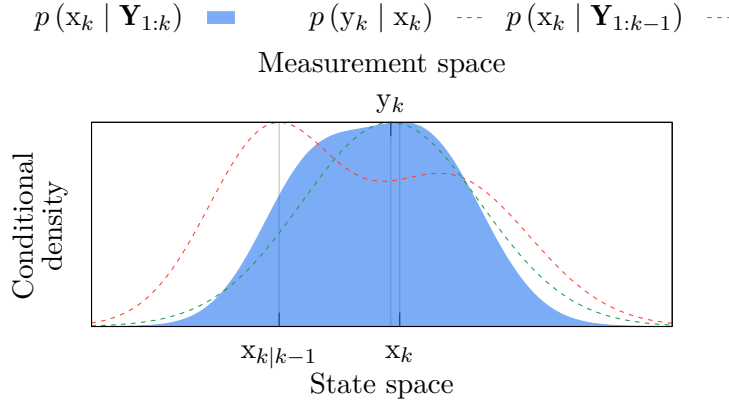 p (x_k | Y_{1:k}) p (y_k | x_k) p (x_k | Y_{1:k−1})
Measurement space
y_k
Conditional
density
x_{k|k−1} x_k
State space